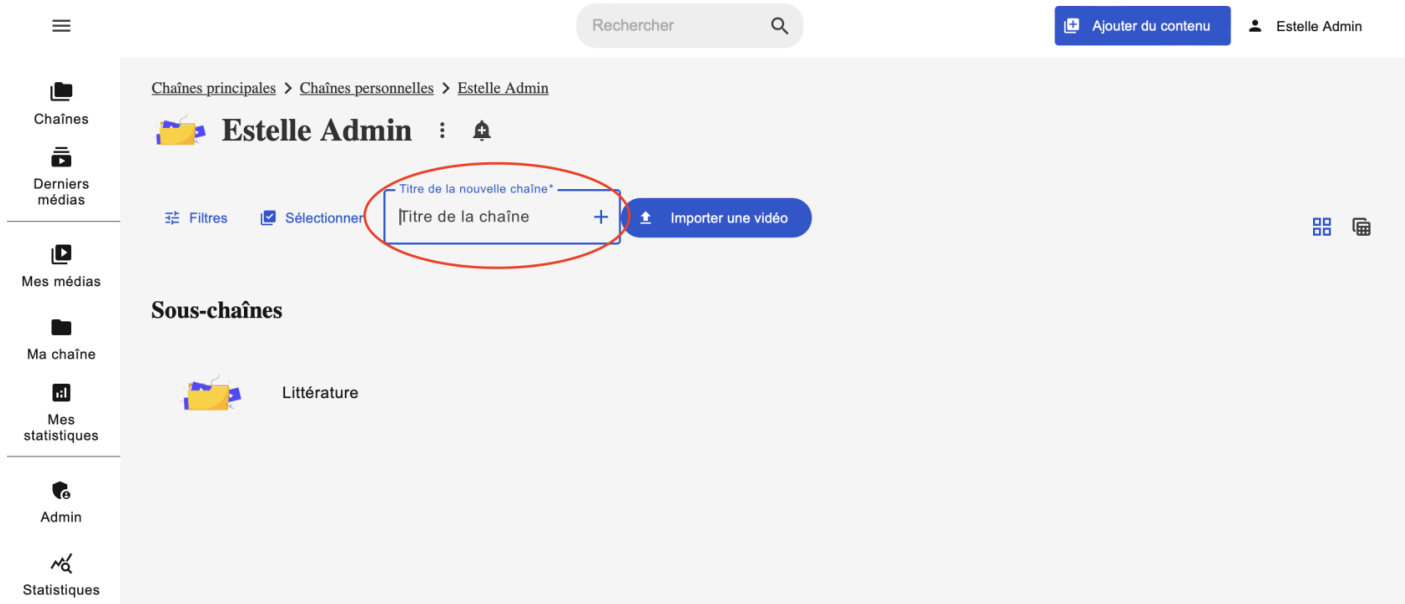 Rechercher
Ajouter du contenu
Estelle Admin
Chaînes
Derniers
médias
Mes médias
Ma chaîne
Mes
statistiques
Admin
Statistiques
Chaînes principales > Chaînes personnelles > Estelle Admin
Estelle Admin
Filtres
Sélectionner
Titre de la nouvelle chaîne*
Titre de la chaîne
Importer une vidéo
Sous-chaînes
Littérature